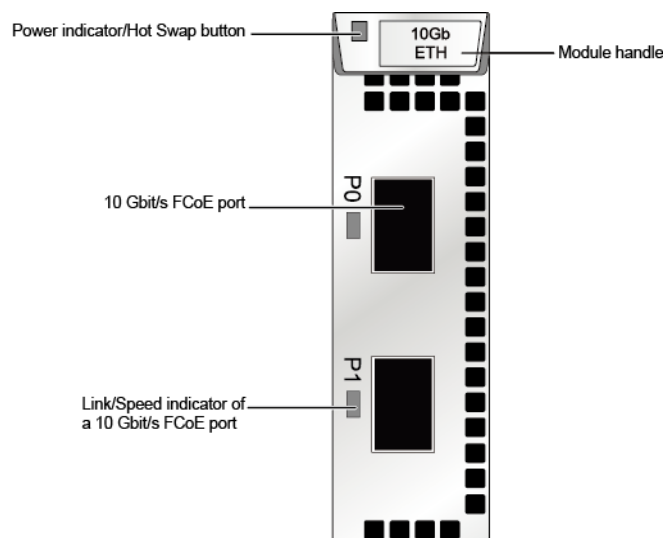 Power indicator/Hot Swap button
10Gb
ETH
Module handle
P0
10 Gbit/s FCoE port
P1
Link/Speed indicator of
a 10 Gbit/s FCoE port